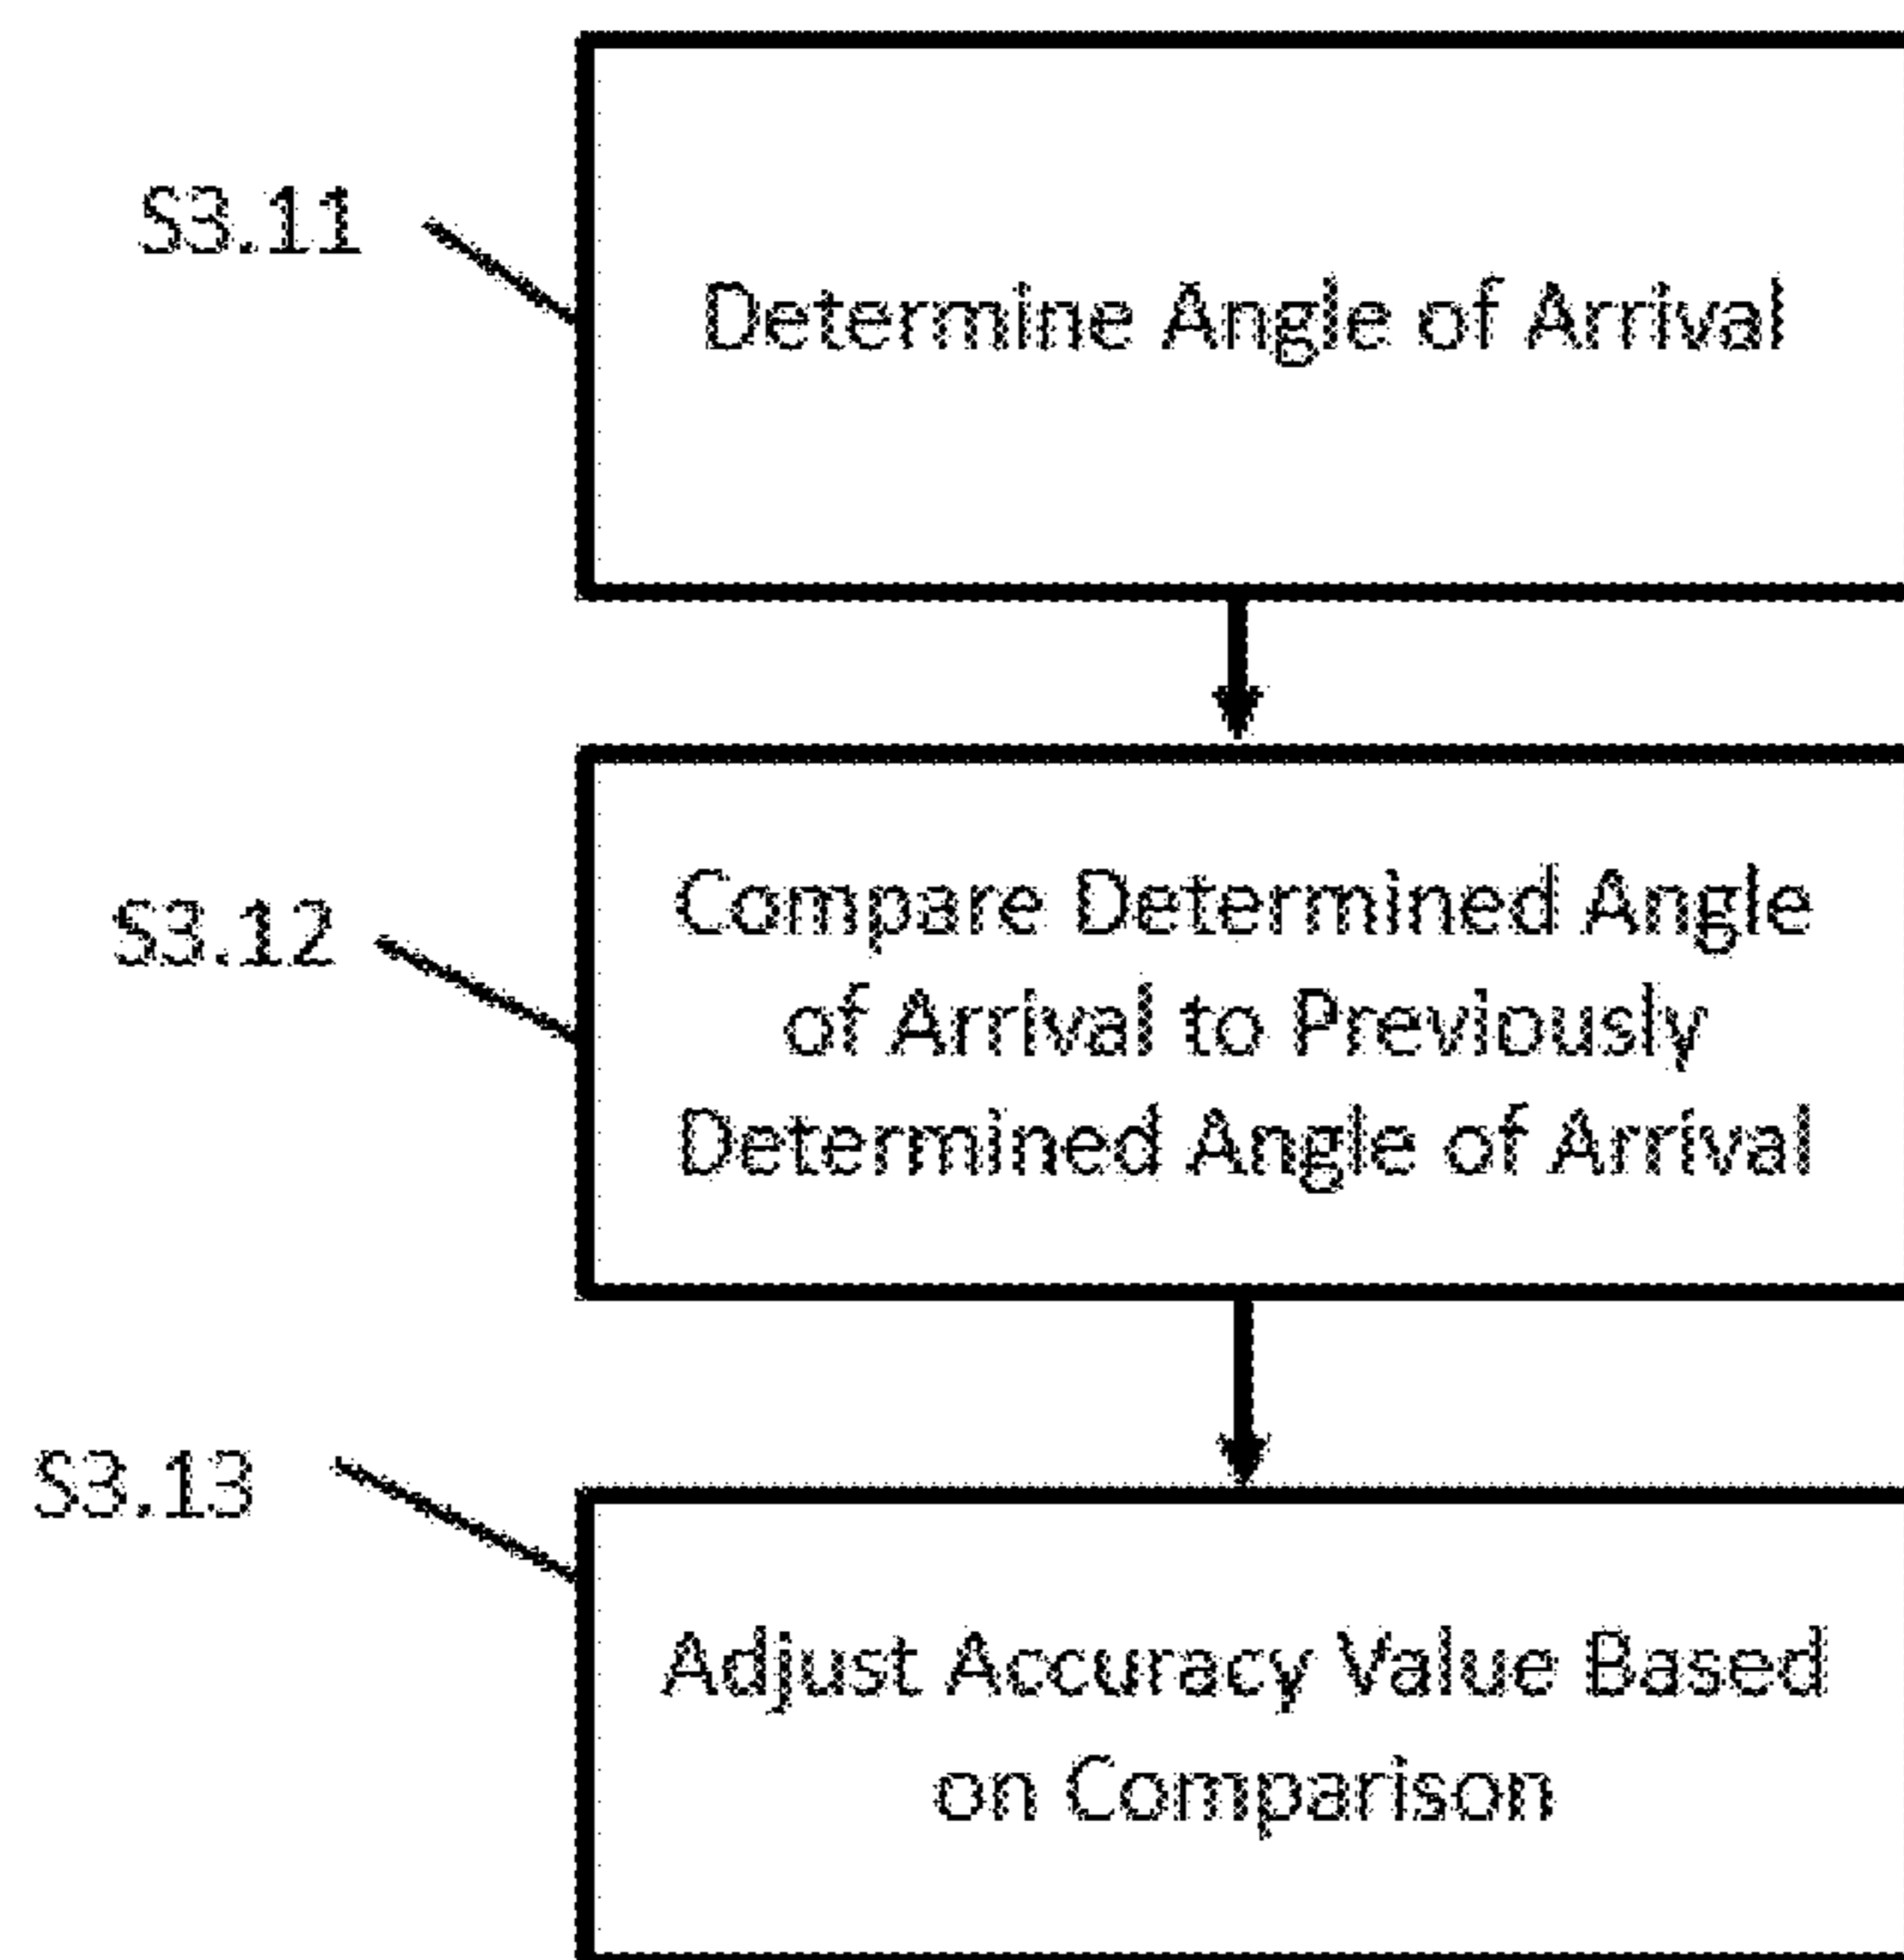 S3.11
Determine Angle of Arrival
S3.12
Compare Determined Angle
of Arrival to Previously
Determined Angle of Arrival
S3.13
Adjust Accuracy Value Based
on Comparison